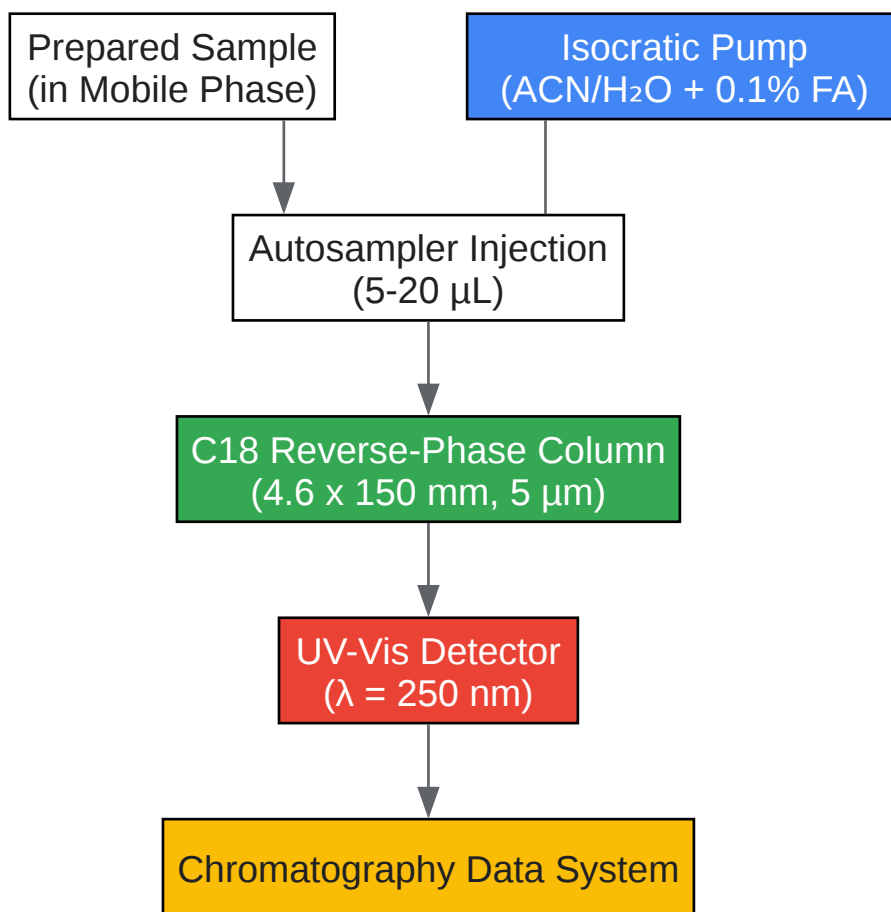 Prepared Sample
(in Mobile Phase)
Isocratic Pump
(ACN/H₂O + 0.1% FA)
Autosampler Injection
(5-20 µL)
C18 Reverse-Phase Column
(4.6 x 150 mm, 5 µm)
UV-Vis Detector
(λ = 250 nm)
Chromatography Data System